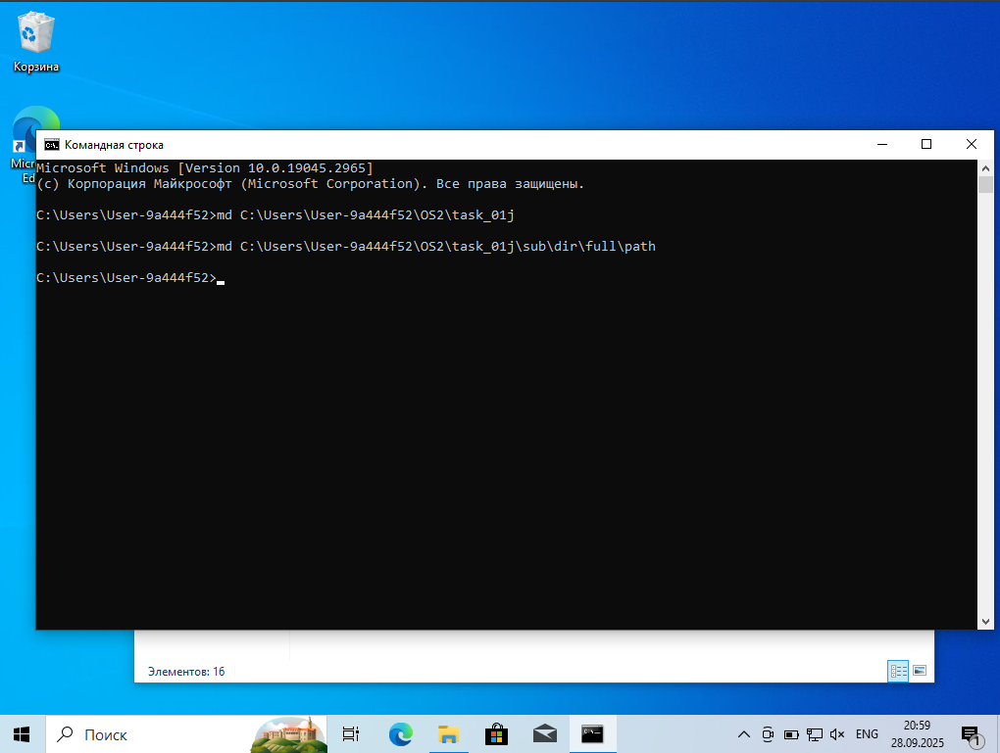 Корзина
Micr
Ed
Командная строка
Microsoft Windows [Version 10.0.19045.2965]
(c) Корпорация Майкрософт (Microsoft Corporation). Все права защищены.
C:\Users\User-9a444f52>md C:\Users\User-9a444f52\OS2\task_01j
C:\Users\User-9a444f52>md C:\Users\User-9a444f52\OS2\task_01j\sub\dir\full\path
C:\Users\User-9a444f52>
Элементов: 16
Поиск
ENG
20:59
28.09.2025
1